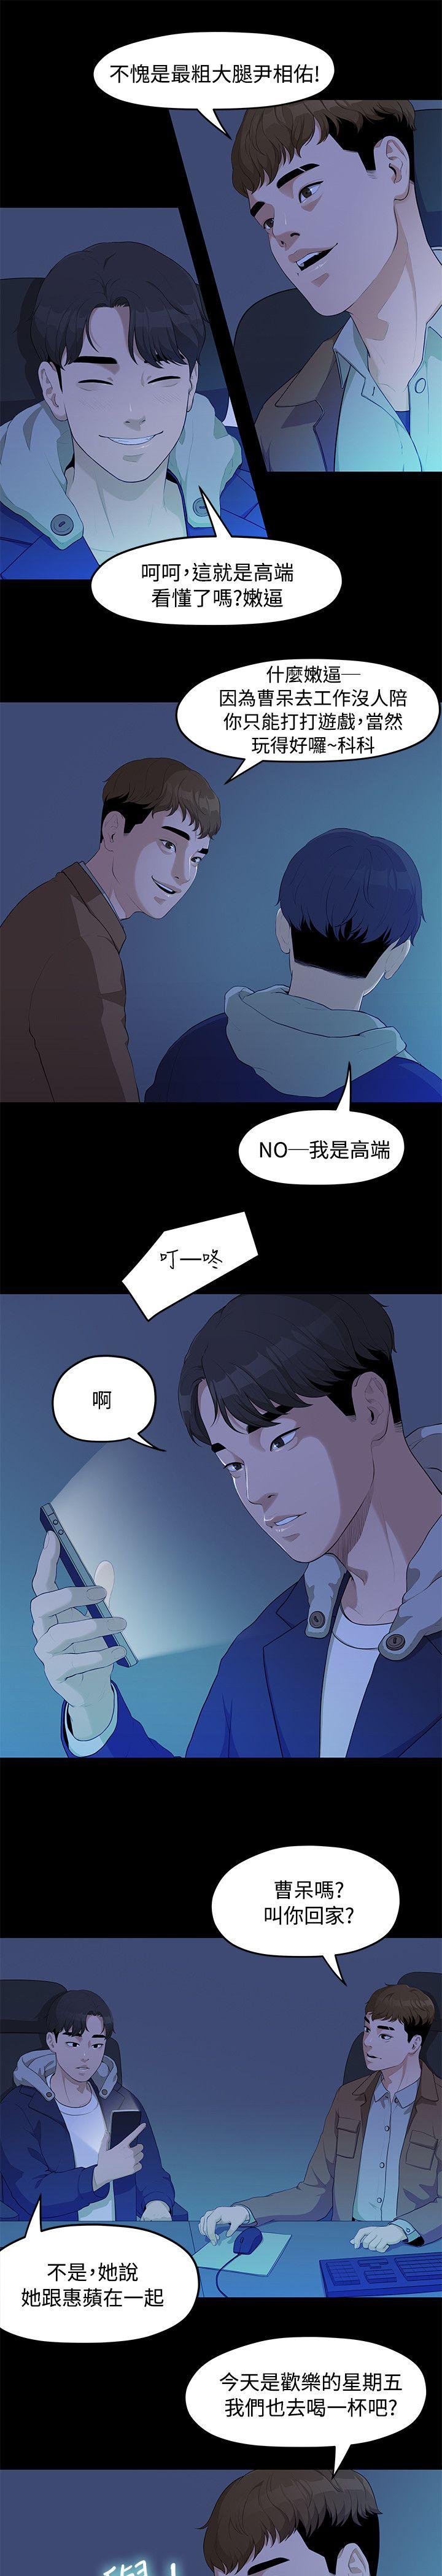 不愧是最粗大腿尹相佑!
呵呵，這就是高端
看懂了嗎?嫩逼
什麼嫩逼─
因為曹呆去工作沒人陪
你只能打打遊戲，當然
玩得好囉~科科
NO─我是高端
叮─咚
啊
曹呆嗎?
叫你回家?
不是，她說
她跟惠蘋在一起
今天是歡樂的星期五
我們也去喝一杯吧?